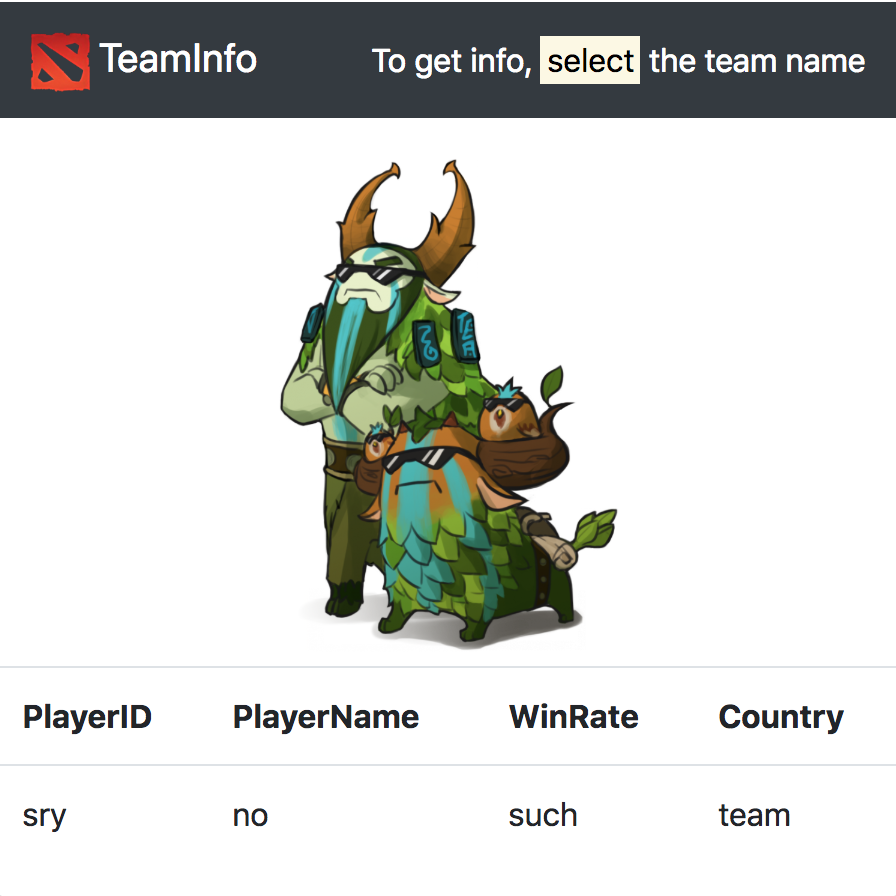 TeamInfo
To get info, select the team name
PlayerID PlayerName WinRate Country
sry no such team